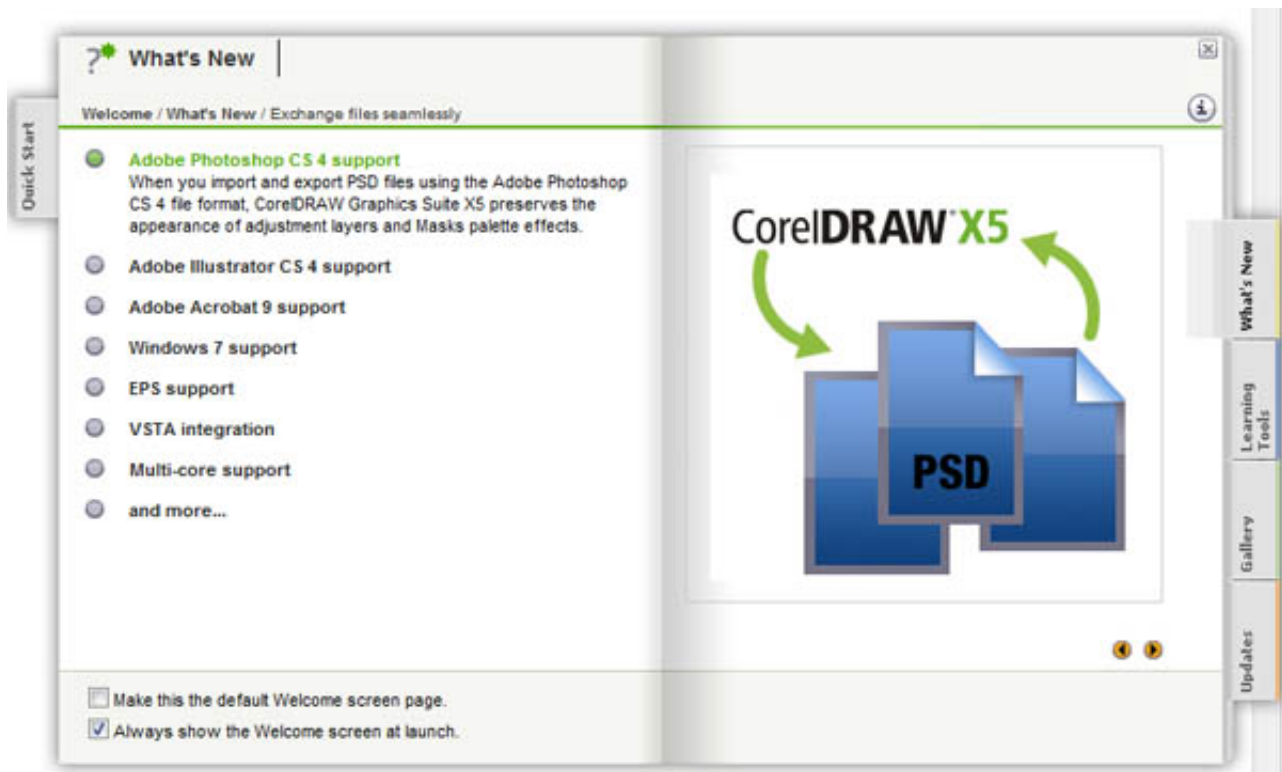 What's New
Welcome / What's New / Exchange files seamlessly
Quick Start
Adobe Photoshop CS 4 support
When you import and export PSD files using the Adobe Photoshop
CS 4 file format, CorelDRAW Graphics Suite X5 preserves the
appearance of adjustment layers and Masks palette effects.
Adobe Illustrator CS 4 support
Adobe Acrobat 9 support
Windows 7 support
EPS support
VSTA integration
Multi-core support
and more...
CorelDRAW X5
PSD
What's New
Learning
Tools
Gallery
Updates
Make this the default Welcome screen page.
Always show the Welcome screen at launch.